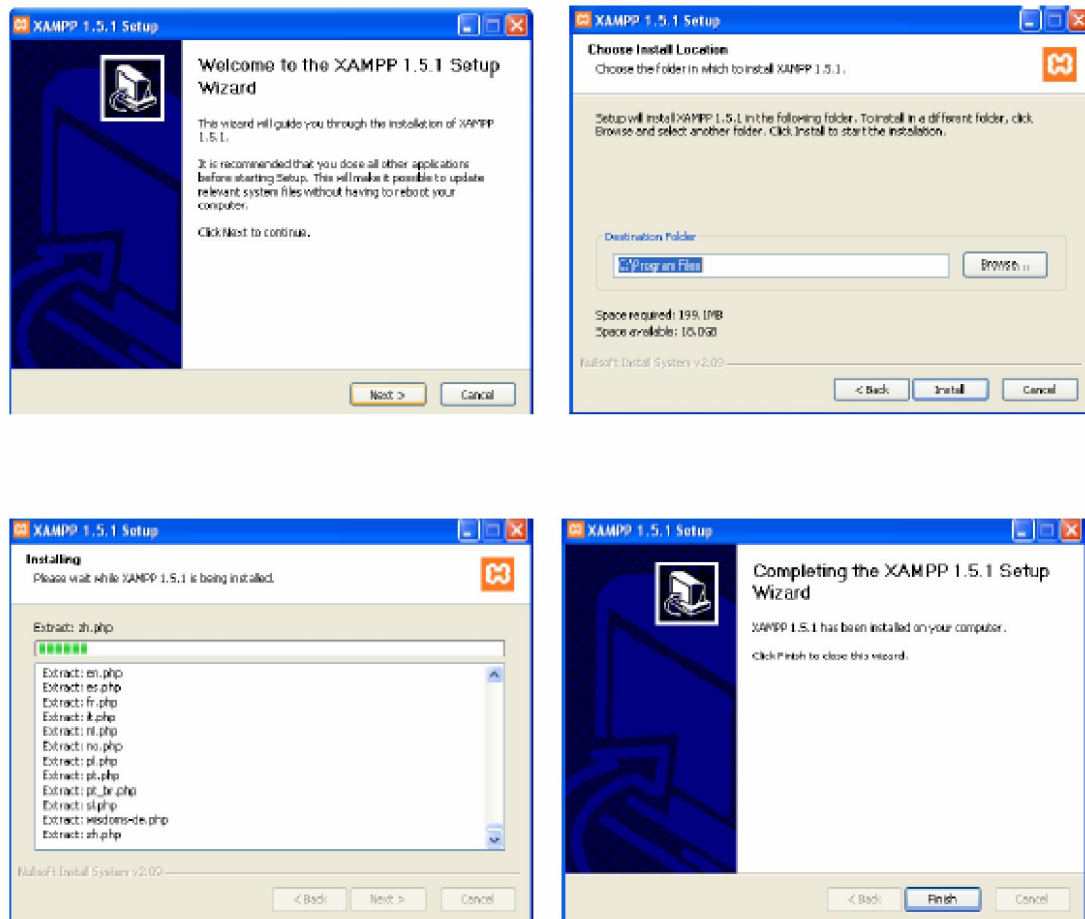 XAMPP 1.5.1 Setup
Welcome to the XAMPP 1.5.1 Setup
Wizard
This wizard will guide you through the installation of XAMPP
1.5.1.
It is recommended that you close all other applications
before starting Setup. This will make it possible to update
relevant system files without having to reboot your
computer.
Click Next to continue.
Next >
Cancel
XAMPP 1.5.1 Setup
Choose Install Location
Choose the folder in which to install XAMPP 1.5.1.
Setup will install XAMPP 1.5.1 in the following folder. To install in a different folder, click
Browse and select another folder. Click Install to start the installation.
Destination Folder
C:\Program Files
Browse...
Space required: 199.1MB
Space available: 18.0GB
Nullsoft Install System v2.09
< Back
Install
Cancel
XAMPP 1.5.1 Setup
Installing
Please wait while XAMPP 1.5.1 is being installed.
Extract: zh.php
Extract: en.php
Extract: es.php
Extract: fr.php
Extract: it.php
Extract: nl.php
Extract: no.php
Extract: pl.php
Extract: pt.php
Extract: pt_br.php
Extract: sl.php
Extract: wisdoms-de.php
Extract: zh.php
Nullsoft Install System v2.09
< Back
Next >
Cancel
XAMPP 1.5.1 Setup
Completing the XAMPP 1.5.1 Setup
Wizard
XAMPP 1.5.1 has been installed on your computer.
Click Finish to close this wizard.
< Back
Finish
Cancel